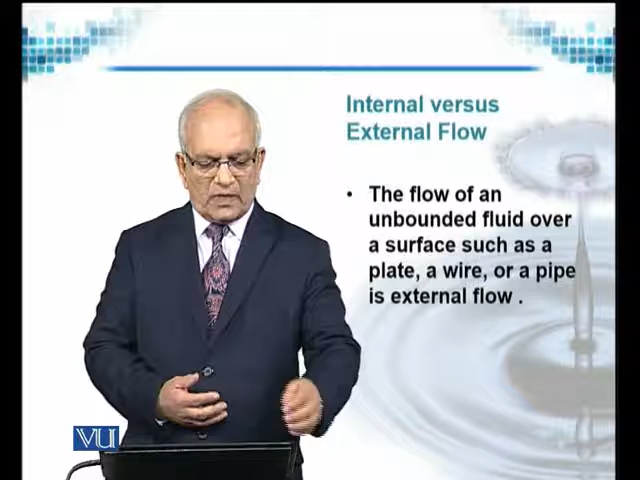 Internal versus
External Flow
• The flow of an
unbounded fluid over
a surface such as a
plate, a wire, or a pipe
is external flow .
VU